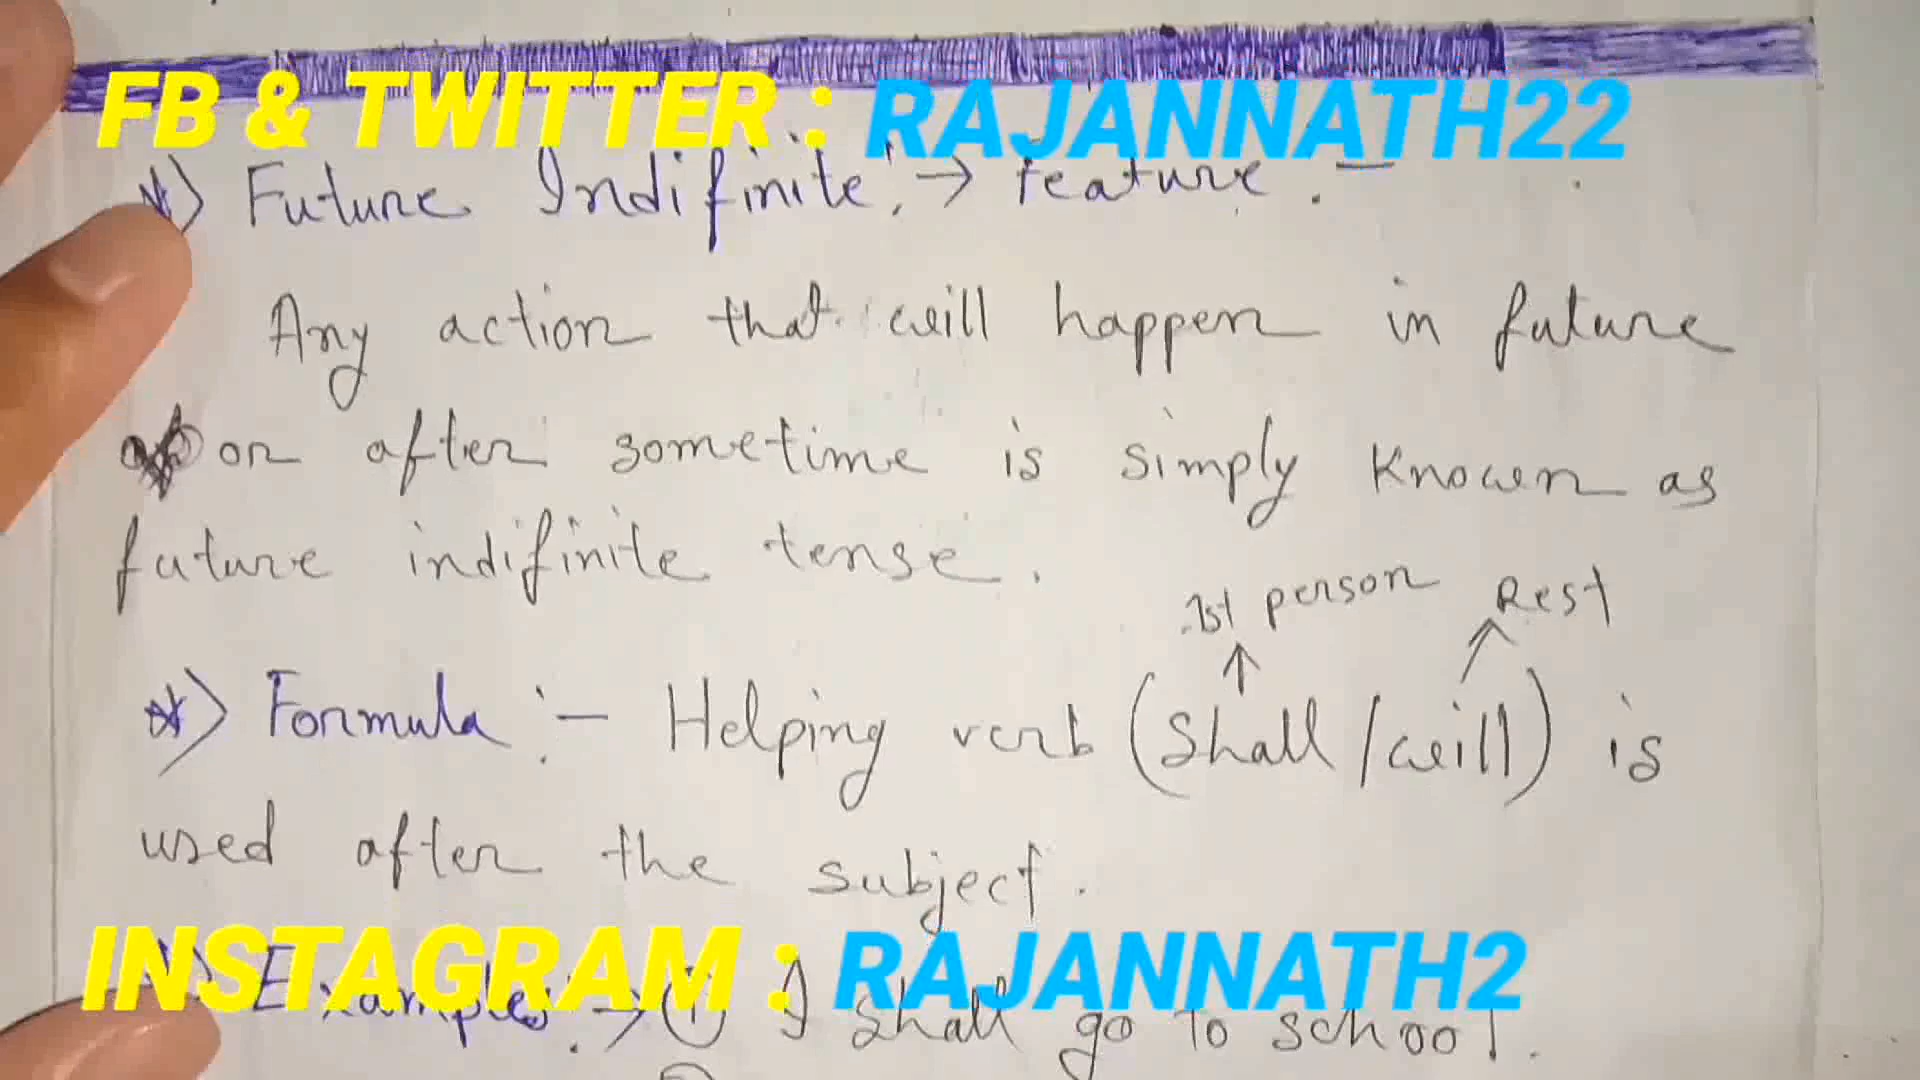 FB & TWITTER : RAJANNATH22
*) Future Indifinite :→ Feature :-
Any action that will happen in future
or after sometime is simply known as
future indifinite tense.
1st person Rest
*) Formula :- Helping verb (Shall/will) is
used after the subject.
INSTAGRAM : RAJANNATH2
Examples :→ ① I shall go to school.